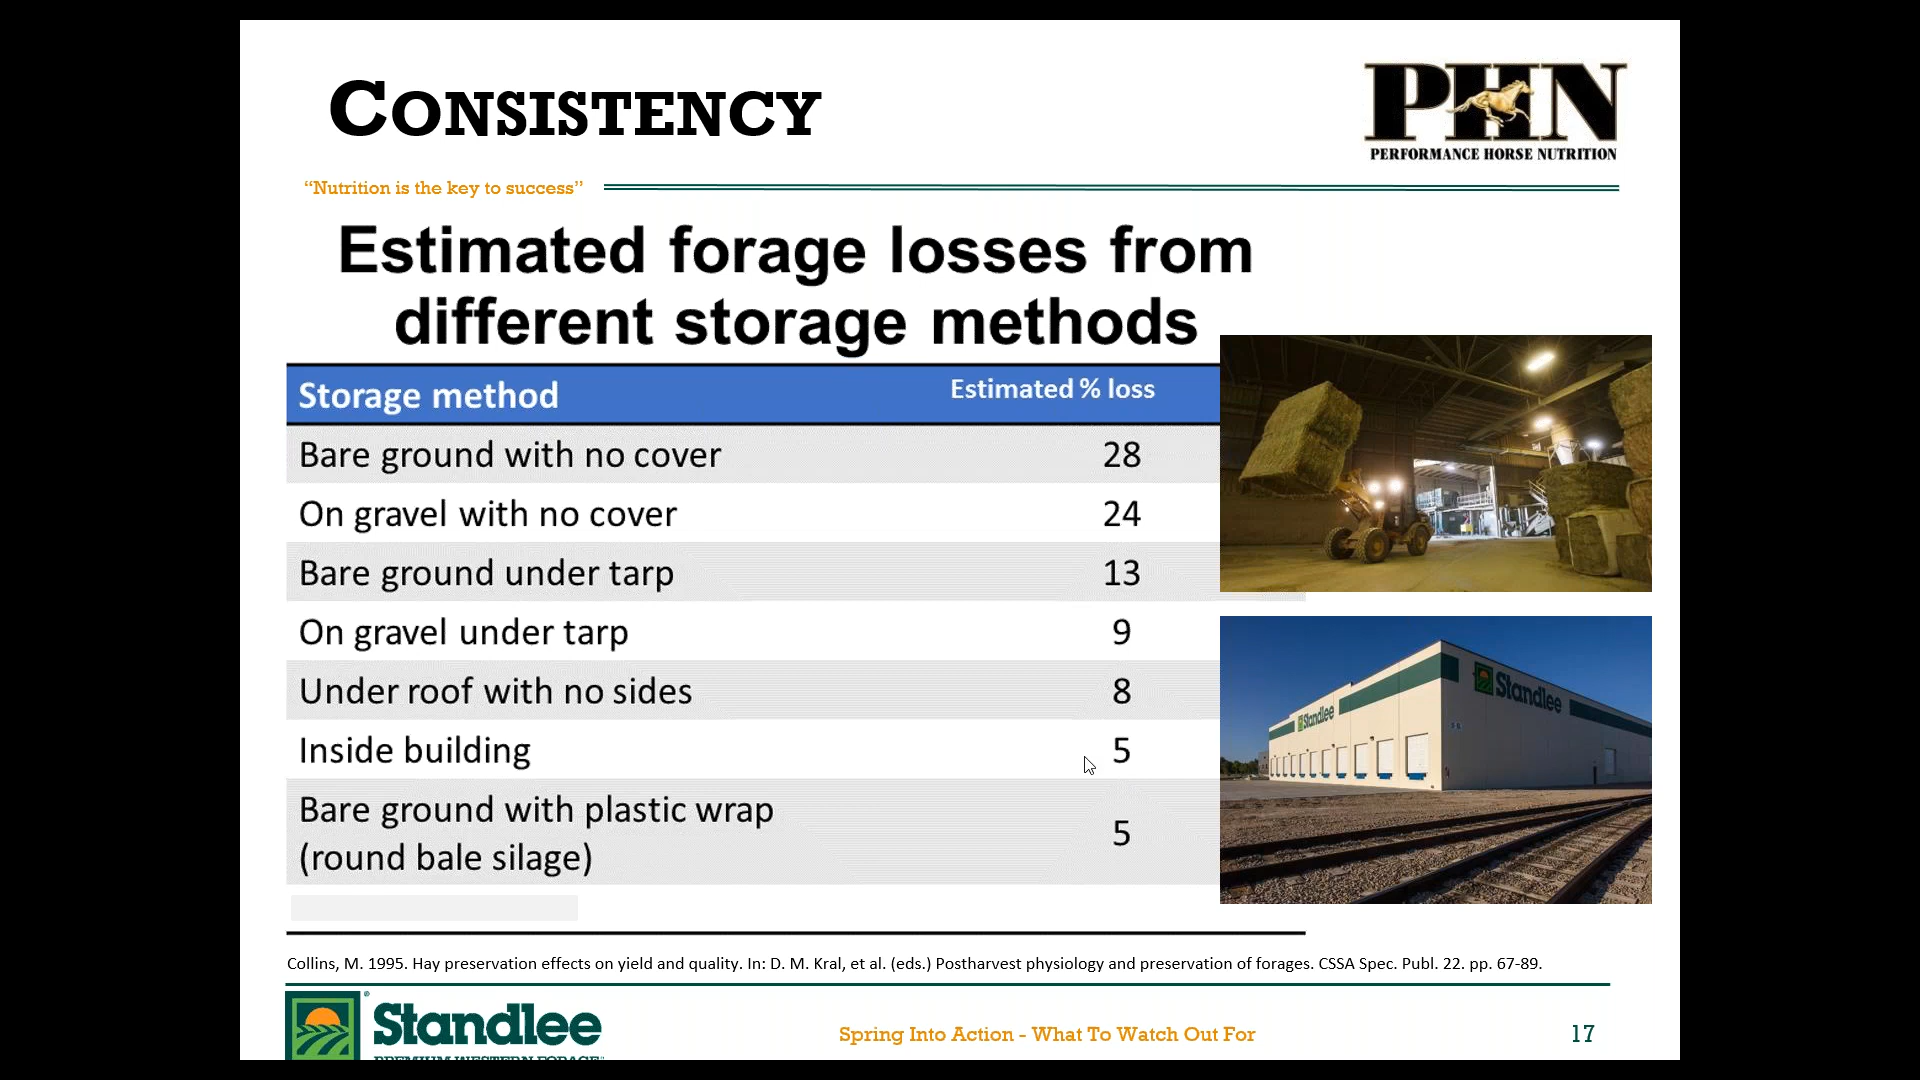 CONSISTENCY
PHN
PERFORMANCE HORSE NUTRITION
“Nutrition is the key to success”
Estimated forage losses from
different storage methods
Storage method Estimated % loss
Bare ground with no cover 28
On gravel with no cover 24
Bare ground under tarp 13
On gravel under tarp 9
Under roof with no sides 8
Inside building 5
Bare ground with plastic wrap
(round bale silage) 5
Standlee
Standlee
Collins, M. 1995. Hay preservation effects on yield and quality. In: D. M. Kral, et al. (eds.) Postharvest physiology and preservation of forages. CSSA Spec. Publ. 22. pp. 67-89.
Standlee®
PREMIUM WESTERN FORAGE
Spring Into Action - What To Watch Out For
17